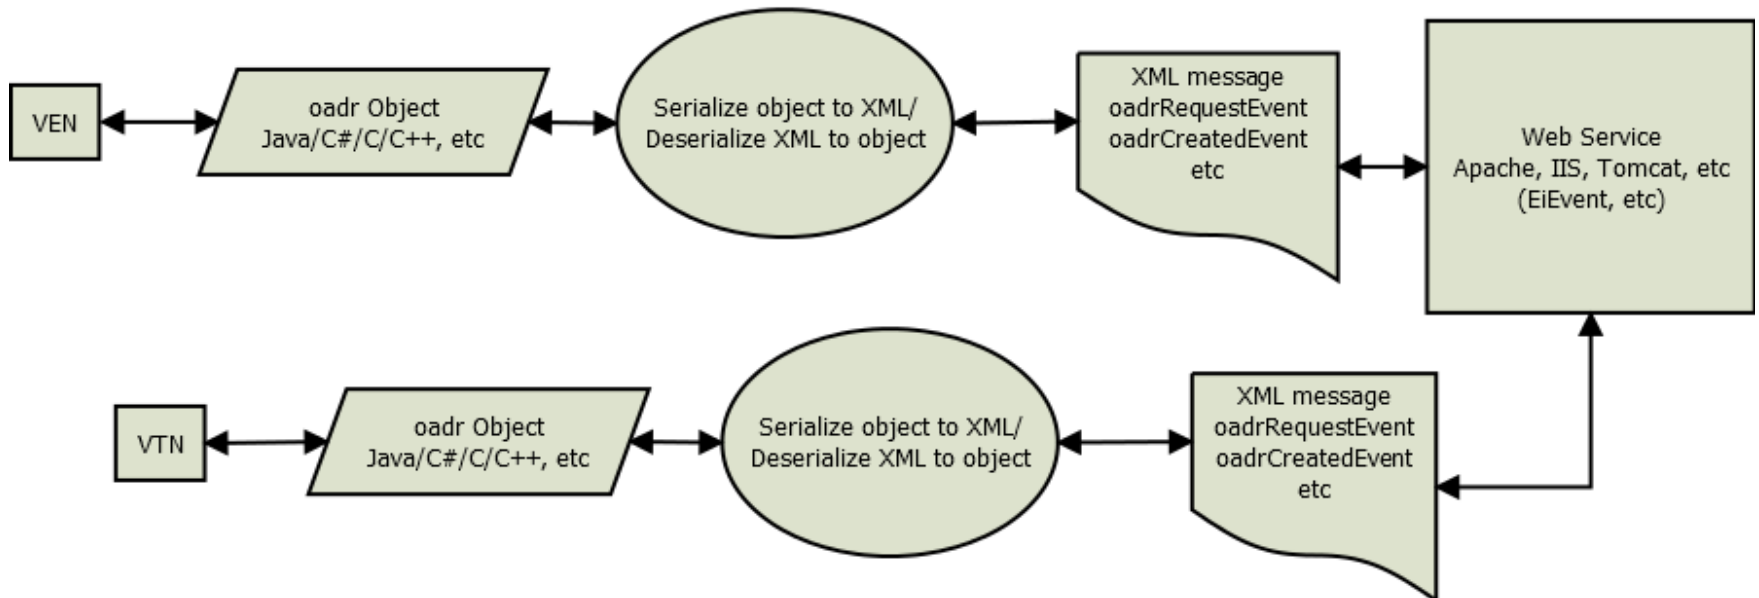 VEN
oadr Object
Java/C#/C/C++, etc
Serialize object to XML/
Deserialize XML to object
XML message
oadrRequestEvent
oadrCreatedEvent
etc
Web Service
Apache, IIS, Tomcat, etc
(EiEvent, etc)
VTN
oadr Object
Java/C#/C/C++, etc
Serialize object to XML/
Deserialize XML to object
XML message
oadrRequestEvent
oadrCreatedEvent
etc